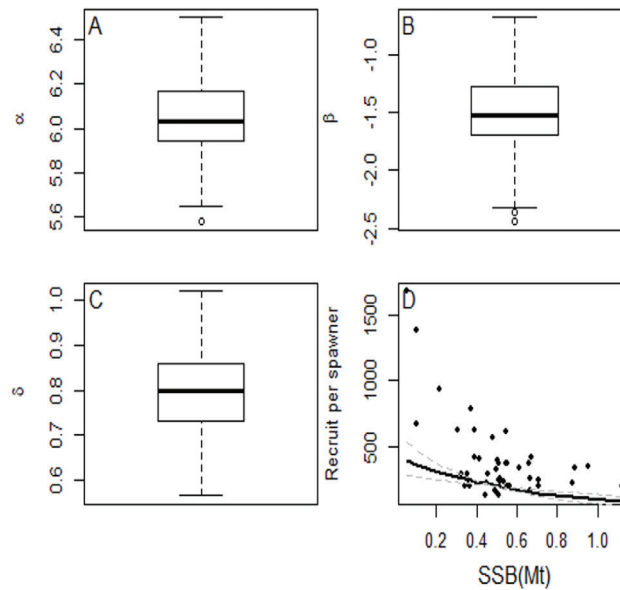 A
6.4
6.2
6.0
5.8
5.6
α
B
-1.0
-1.5
-2.0
-2.5
β
C
1.0
0.9
0.8
0.7
0.6
δ
D
1500
1000
500
Recruit per spawner
0.2 0.4 0.6 0.8 1.0
SSB(Mt)